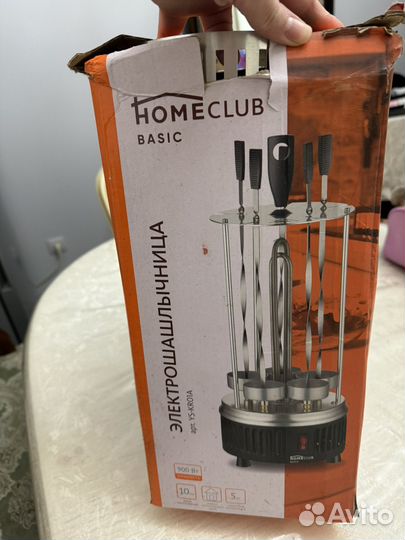 HOMECLUB
BASIC
ЭЛЕКТРОШАШЛЫЧНИЦА
арт. YS-KR01A
900 Вт
10
5
HOMECLUB
Avito